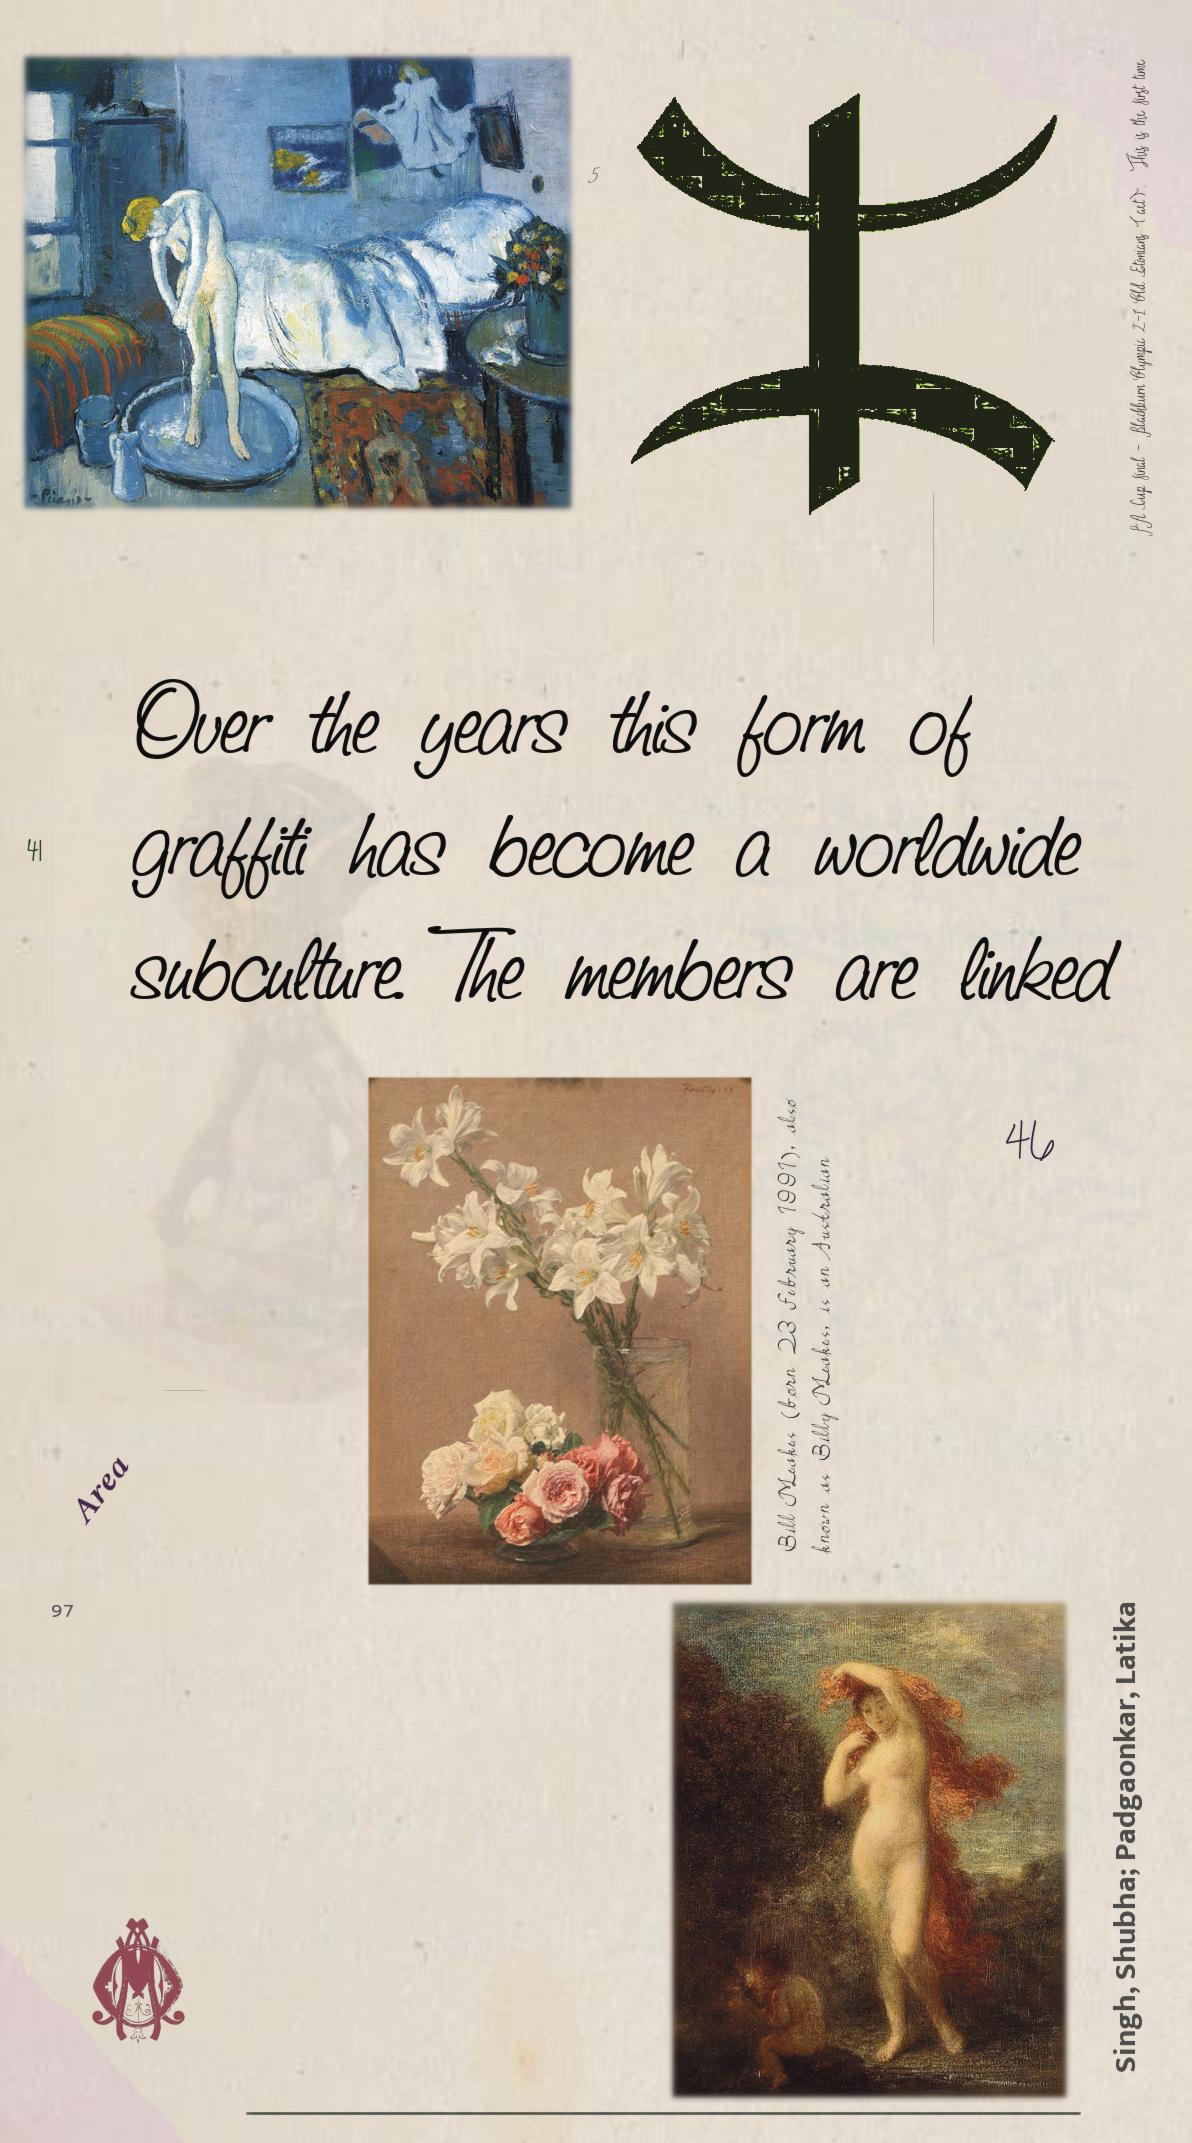 Picasso
5
FA Cup final - Blackburn Olympic 2-1 Old Etonians (aet). This is the first time
Over the years this form of
graffiti has become a worldwide
subculture. The members are linked
41
46
Bill Meakes (born 23 February 1991), also
known as Billy Meakes, is an Australian
Area
97
Singh, Shubha; Padgaonkar, Latika